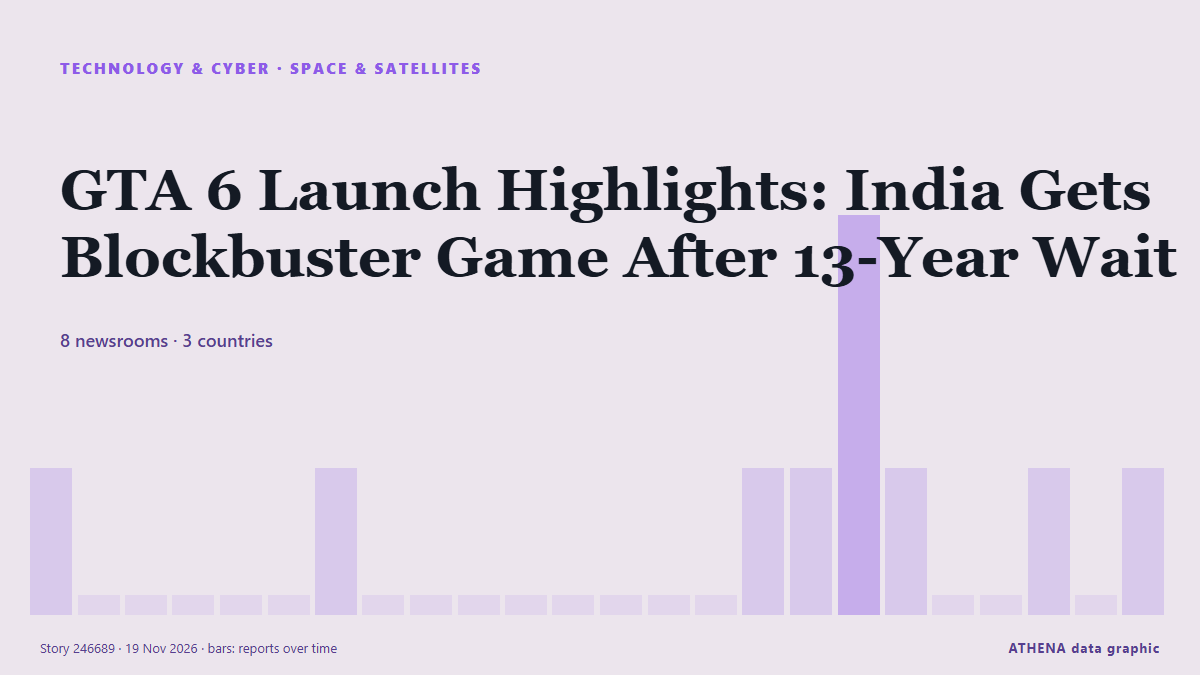 TECHNOLOGY & CYBER · SPACE & SATELLITES
GTA 6 Launch Highlights: India Gets
Blockbuster Game After 13-Year Wait
8 newsrooms · 3 countries
Story 246689 · 19 Nov 2026 · bars: reports over time
ATHENA data graphic